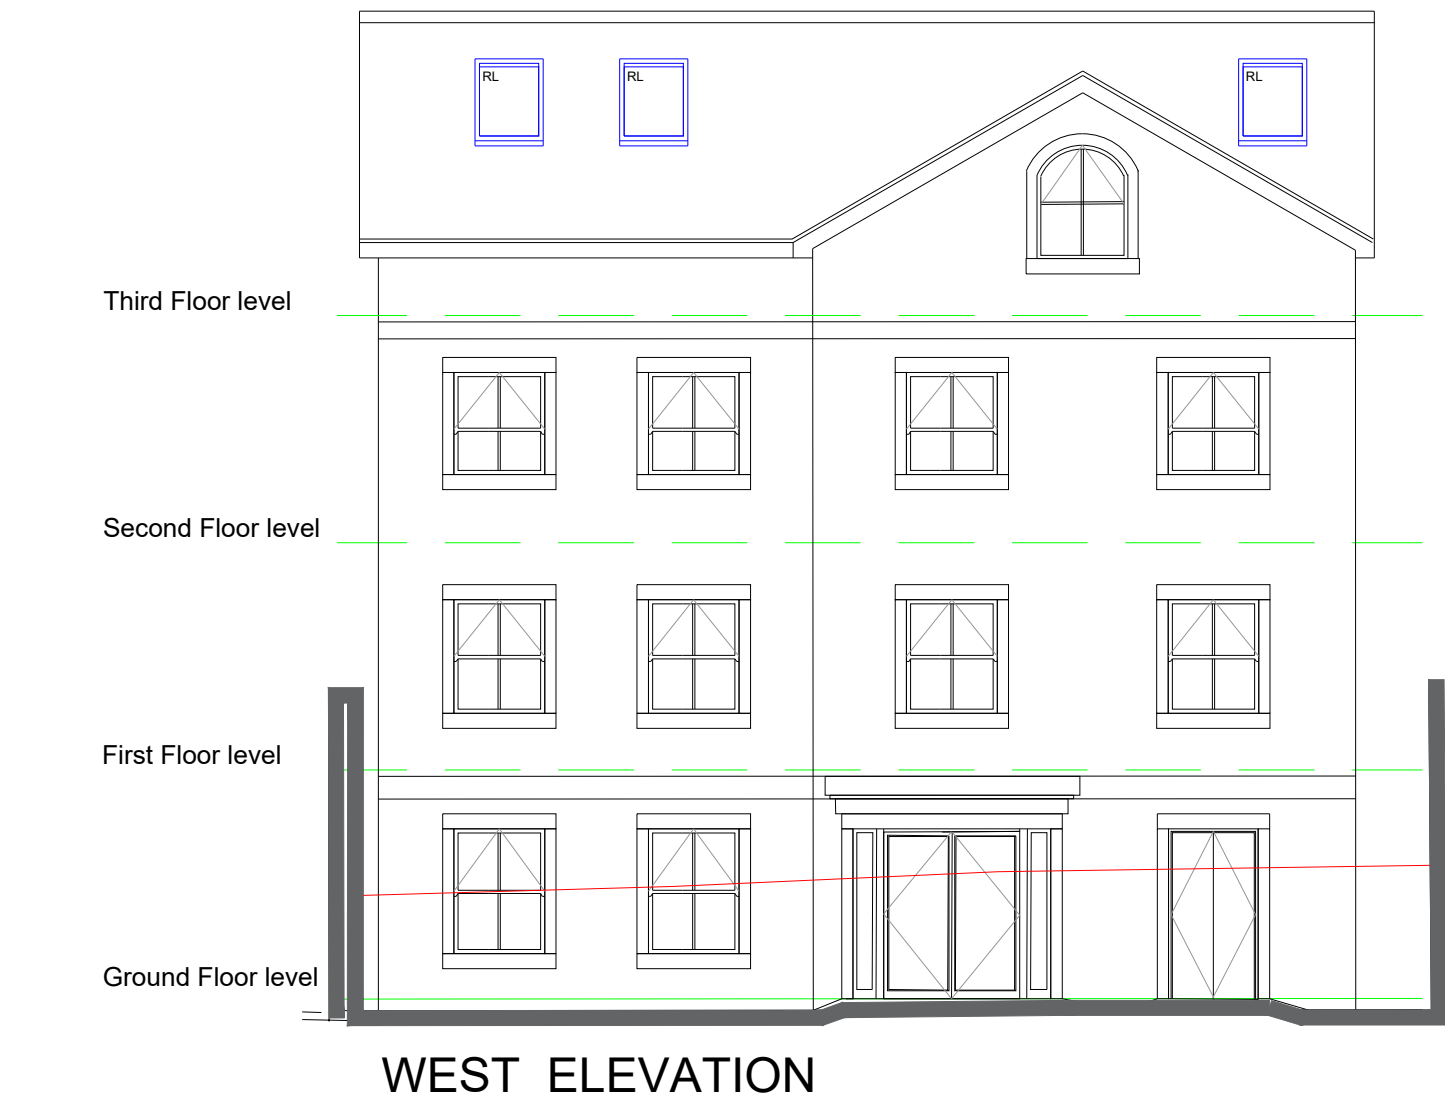 RL
RL
RL
Third Floor level
Second Floor level
First Floor level
Ground Floor level
WEST ELEVATION